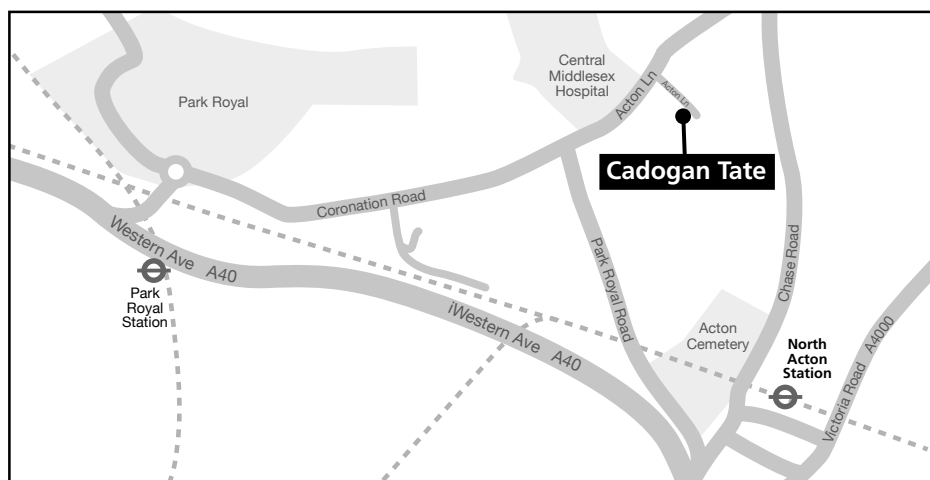 Central
Middlesex
Hospital
Acton Ln
Acton Ln
Park Royal
Cadogan Tate
Coronation Road
Western Ave A40
Park
Royal
Station
Park Royal Road
Chase Road
iWestern Ave A40
Acton
Cemetery
North
Acton
Station
Victoria Road A4000